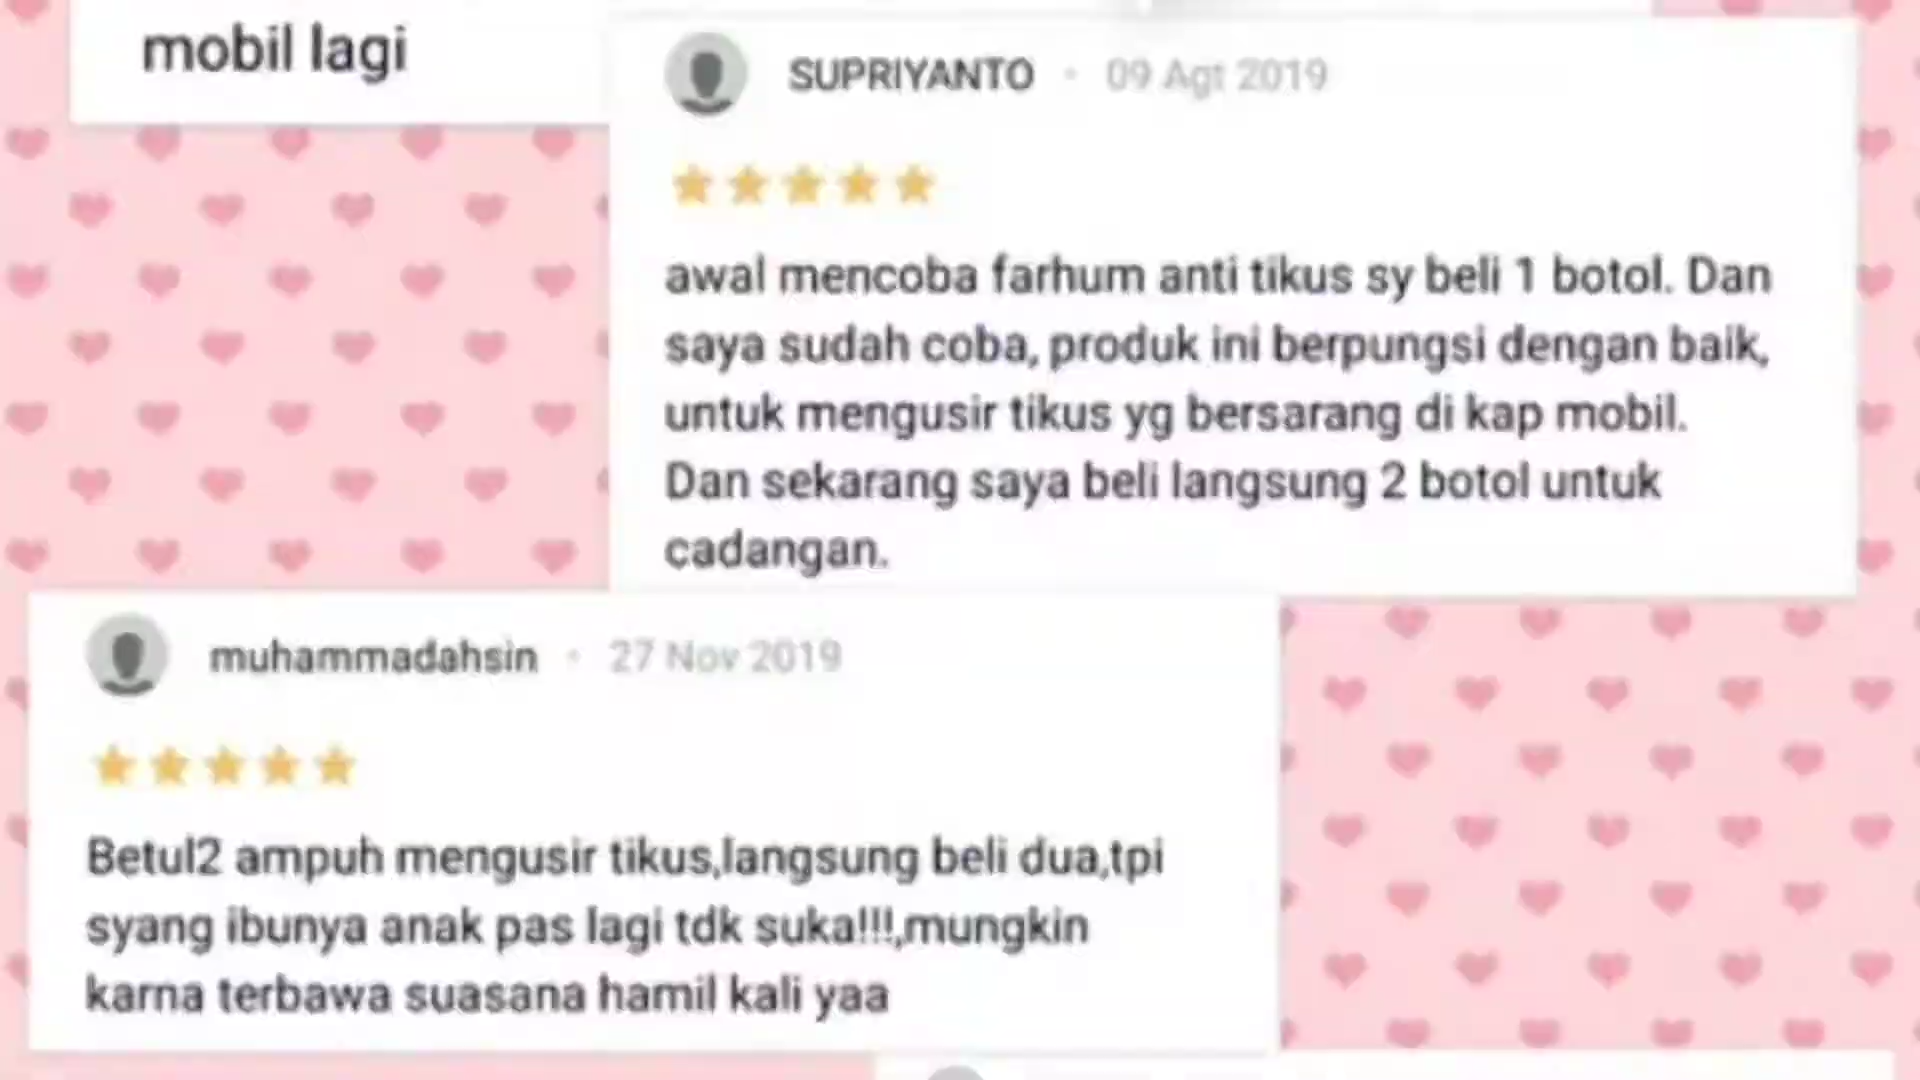 mobil lagi
SUPRIYANTO • 09 Agt 2019
awal mencoba farhum anti tikus sy beli 1 botol. Dan
saya sudah coba, produk ini berpungsi dengan baik,
untuk mengusir tikus yg bersarang di kap mobil.
Dan sekarang saya beli langsung 2 botol untuk
cadangan.
muhammadahsin • 27 Nov 2019
Betul2 ampuh mengusir tikus,langsung beli dua,tpi
syang ibunya anak pas lagi tdk suka!!!,mungkin
karna terbawa suasana hamil kali yaa